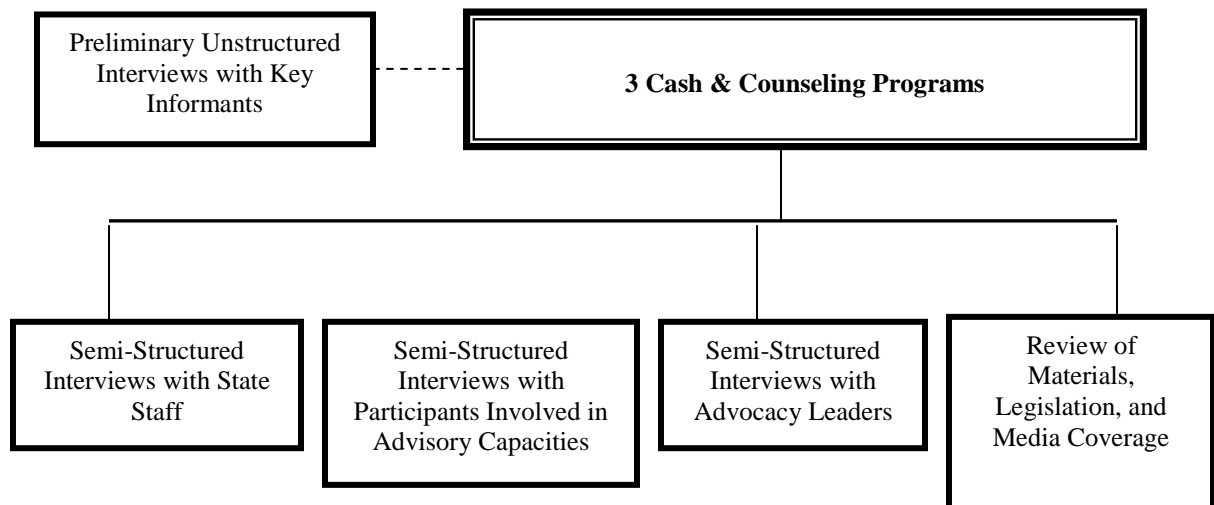 Preliminary Unstructured
Interviews with Key
Informants
3 Cash & Counseling Programs
Semi-Structured
Interviews with State
Staff
Semi-Structured
Interviews with
Participants Involved in
Advisory Capacities
Semi-Structured
Interviews with
Advocacy Leaders
Review of
Materials,
Legislation, and
Media Coverage